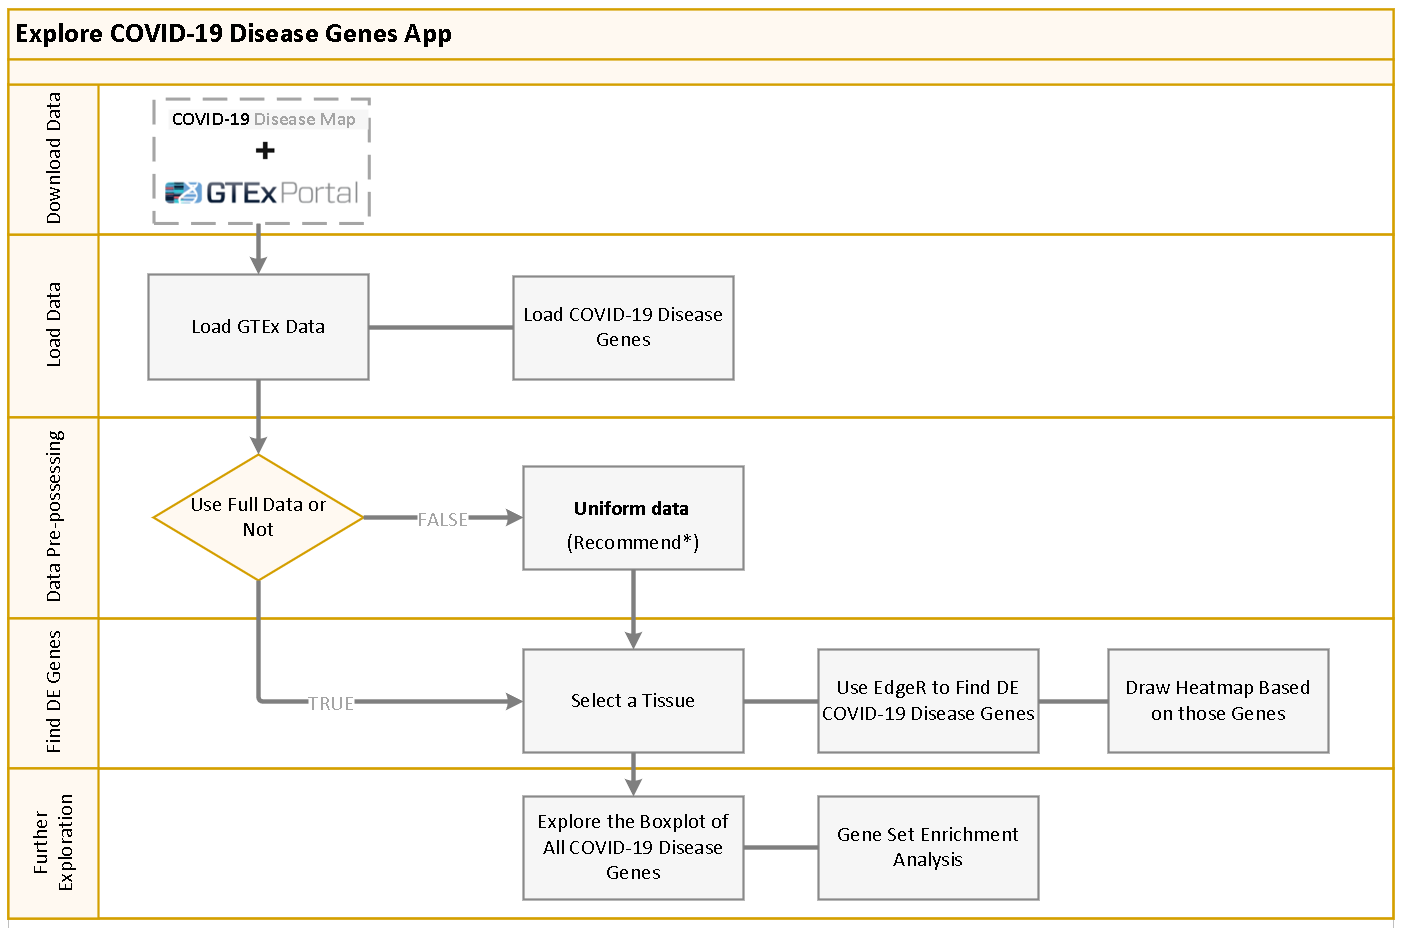 Explore COVID-19 Disease Genes App
Download Data
COVID-19 Disease Map
+
GTEx Portal
Load Data
Load GTEx Data
Load COVID-19 Disease
Genes
Data Pre-possessing
Use Full Data or
Not
FALSE
Uniform data
(Recommend*)
Find DE Genes
TRUE
Select a Tissue
Use EdgeR to Find DE
COVID-19 Disease Genes
Draw Heatmap Based
on those Genes
Further
Exploration
Explore the Boxplot of
All COVID-19 Disease
Genes
Gene Set Enrichment
Analysis